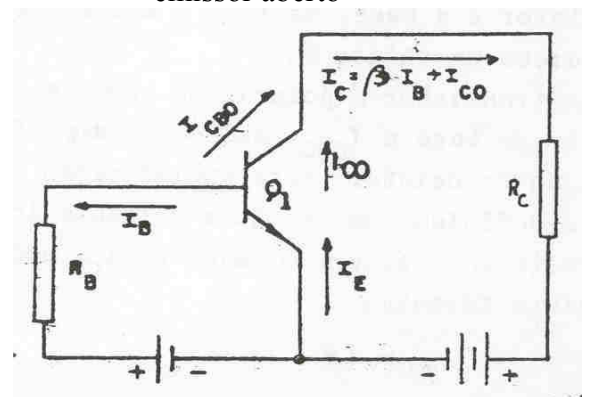 emissor aberto
I_C = β I_B + I_CO
I_CBO
I_CO
Q1
R_C
I_B
R_B
I_E
+ -
- +